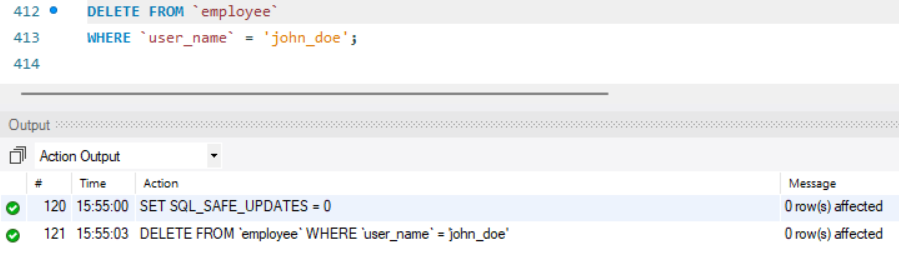 412 DELETE FROM `employee`
413 WHERE `user_name` = 'john_doe';
414
Output
Action Output
# Time Action Message
120 15:55:00 SET SQL_SAFE_UPDATES = 0 0 row(s) affected
121 15:55:03 DELETE FROM `employee` WHERE `user_name` = 'john_doe' 0 row(s) affected